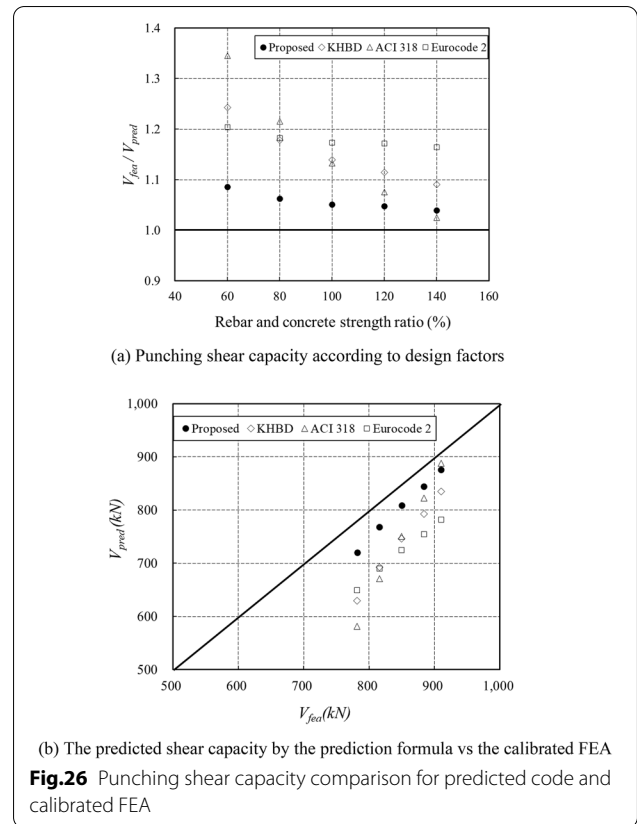 1.4
● Proposed ◇ KHBD △ ACI 318 □ Eurocode 2
1.3
1.2
V_fea / V_pred
1.1
1.0
0.9
40 60 80 100 120 140 160
Rebar and concrete strength ratio (%)
(a) Punching shear capacity according to design factors
1,000
● Proposed ◇ KHBD △ ACI 318 □ Eurocode 2
900
800
V_pred(kN)
700
600
500
500 600 700 800 900 1,000
V_fea(kN)
(b) The predicted shear capacity by the prediction formula vs the calibrated FEA
Fig.26 Punching shear capacity comparison for predicted code and
calibrated FEA